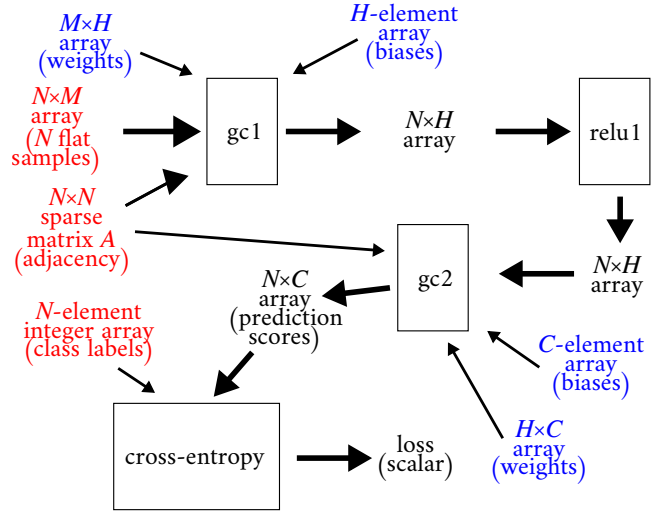 M×H
array
(weights)
H-element
array
(biases)
N×M
array
(N flat
samples)
gc1
N×H
array
relu1
N×N
sparse
matrix A
(adjacency)
gc2
N×H
array
N×C
array
(prediction
scores)
N-element
integer array
(class labels)
C-element
array
(biases)
cross-entropy
loss
(scalar)
H×C
array
(weights)